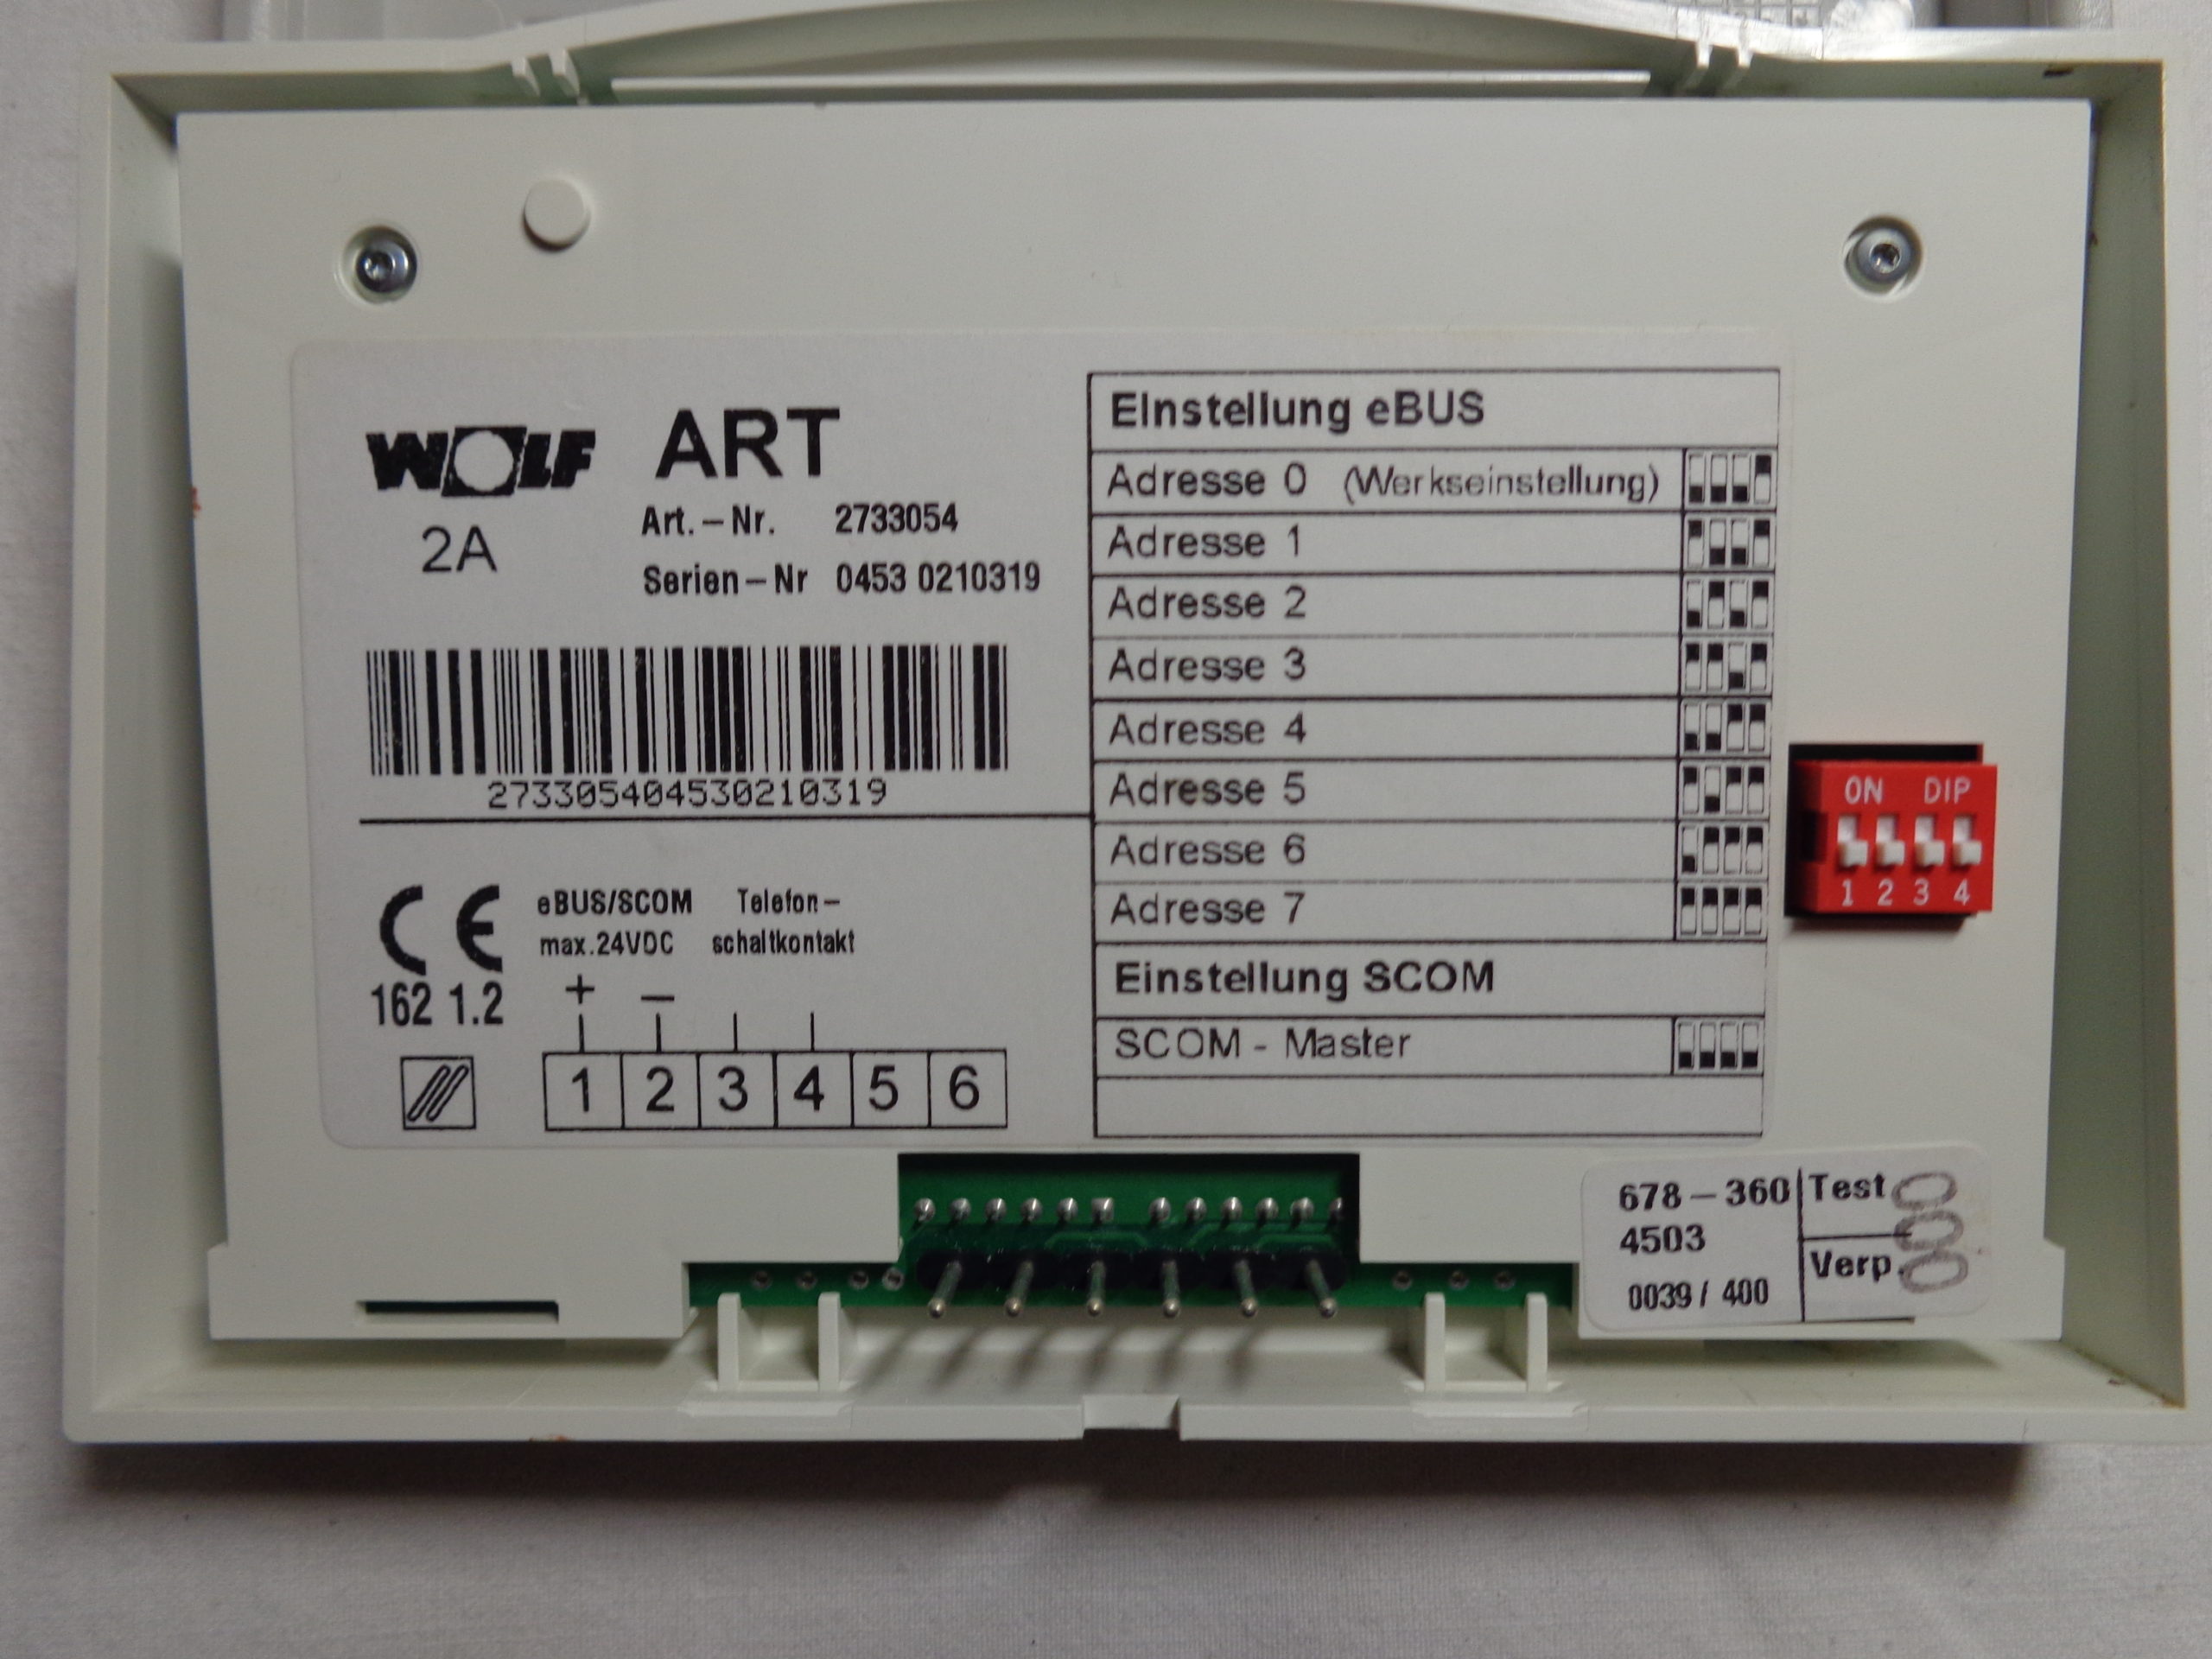 WOLF ART
2A
Art.-Nr. 2733054
Serien-Nr 0453 0210319
273305404530210319
CE
162 1.2
eBUS/SCOM Telefon-
max.24VDC schaltkontakt
+ −
1 2 3 4 5 6
EInstellung eBUS
Adresse 0 (Werkseinstellung)
Adresse 1
Adresse 2
Adresse 3
Adresse 4
Adresse 5
Adresse 6
Adresse 7
Einstellung SCOM
SCOM - Master
ON DIP
1 2 3 4
678-360
4503
0039/ 400
Test
Verp.